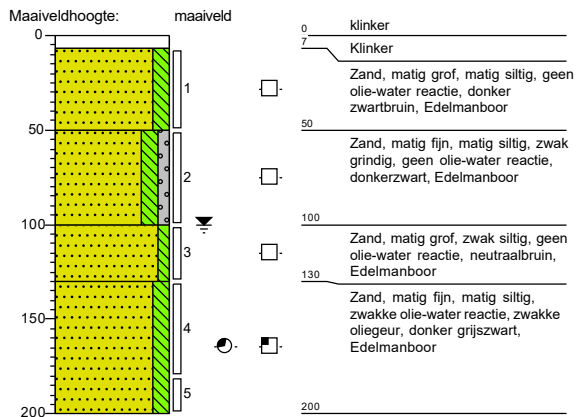 Maaiveldhoogte: maaiveld
0
50
100
150
200
1
2
3
4
5
0 klinker
7 Klinker
Zand, matig grof, matig siltig, geen
olie-water reactie, donker
zwartbruin, Edelmanboor
50
Zand, matig fijn, matig siltig, zwak
grindig, geen olie-water reactie,
donkerzwart, Edelmanboor
100
Zand, matig grof, zwak siltig, geen
olie-water reactie, neutraalbruin,
Edelmanboor
130
Zand, matig fijn, matig siltig,
zwakke olie-water reactie, zwakke
oliegeur, donker grijszwart,
Edelmanboor
200